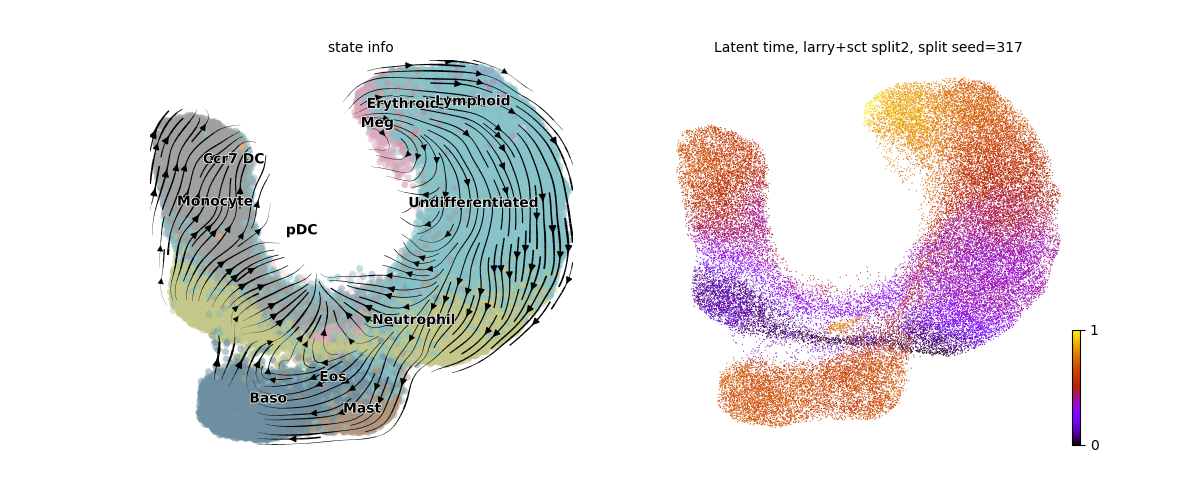 state info
Latent time, larry+sct split2, split seed=317
Erythroid
Lymphoid
Meg
Ccr7 DC
Monocyte
Undifferentiated
pDC
Neutrophil
Eos
Baso
Mast
1
0